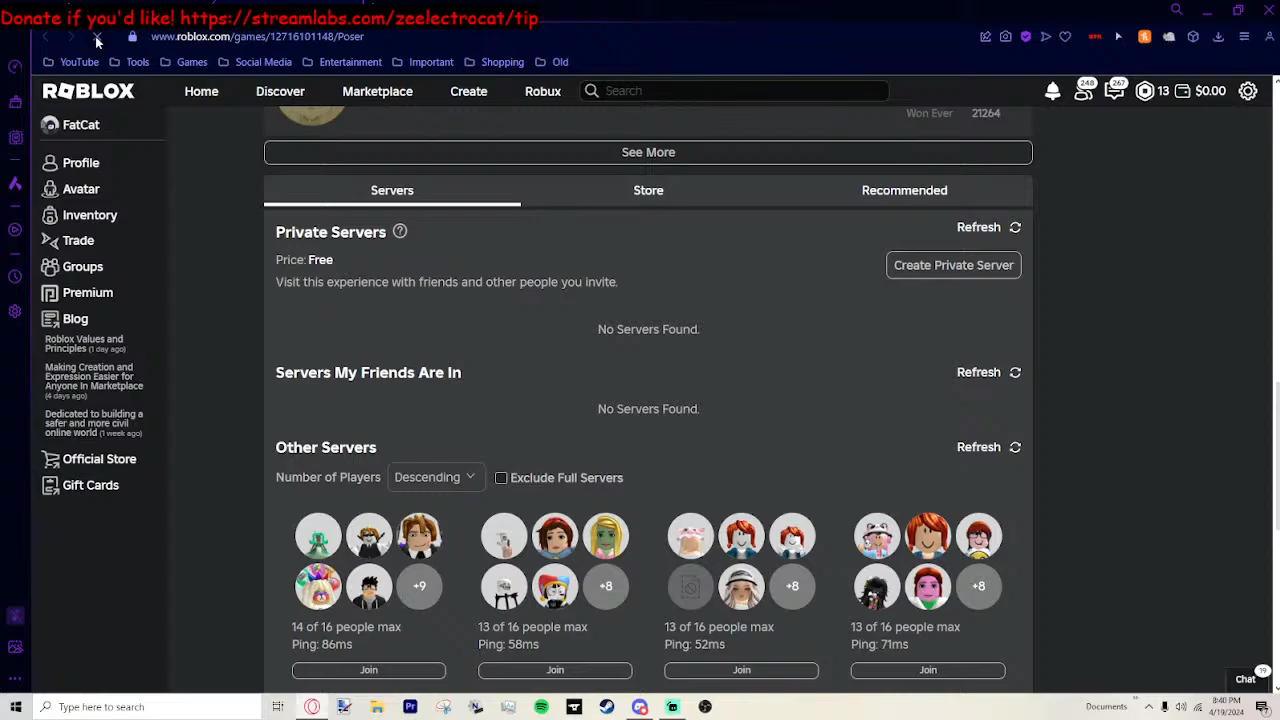 Donate if you'd like! https://streamlabs.com/zeelectrocat/tip
www.roblox.com/games/12716101148/Poser
YouTube Tools Games Social Media Entertainment Important Shopping Old
ROBLOX Home Discover Marketplace Create Robux Search 248 267 13 $0.00
FatCat
Profile
Avatar
Inventory
Trade
Groups
Premium
Blog
Roblox Values and
Principles (1 day ago)
Making Creation and
Expression Easier for
Anyone In Marketplace
(4 days ago)
Dedicated to building a
safer and more civil
online world (1 week ago)
Official Store
Gift Cards
Won Ever 21264
See More
Servers Store Recommended
Private Servers ? Refresh
Price: Free
Create Private Server
Visit this experience with friends and other people you invite.
No Servers Found.
Servers My Friends Are In Refresh
No Servers Found.
Other Servers Refresh
Number of Players Descending Exclude Full Servers
+9 +8 +8 +8
14 of 16 people max 13 of 16 people max 13 of 16 people max 13 of 16 people max
Ping: 86ms Ping: 58ms Ping: 52ms Ping: 71ms
Join Join Join Join
Chat 19
Type here to search
Documents
8:40 PM
4/19/2024